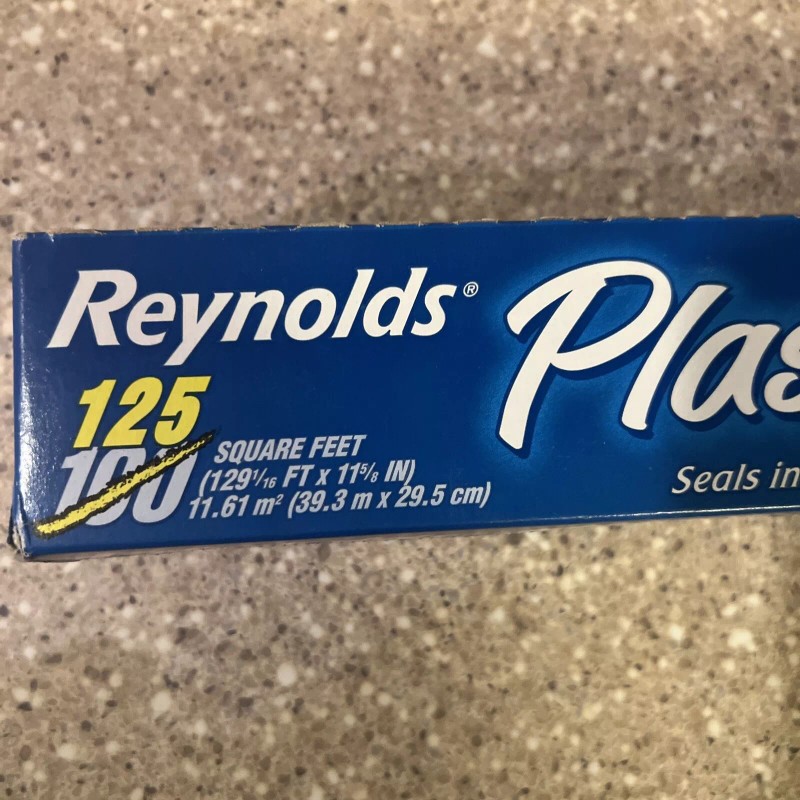 Reynolds®
Plas
125
100
SQUARE FEET
(129 1/16 FT x 11 5/8 IN)
11.61 m² (39.3 m x 29.5 cm)
Seals in